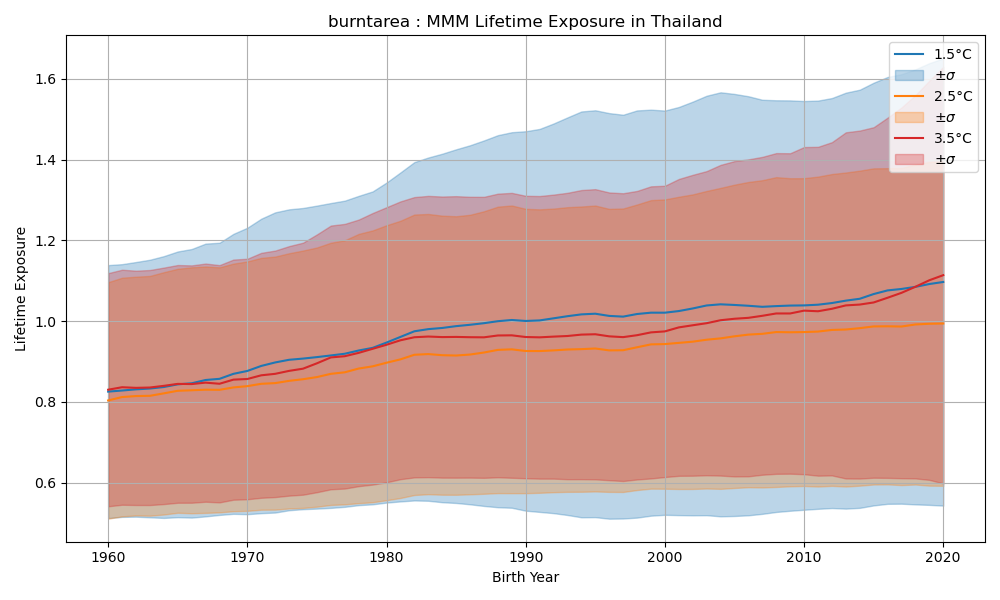 burntarea : MMM Lifetime Exposure in Thailand
1.5°C
±σ
2.5°C
±σ
3.5°C
±σ
Lifetime Exposure
1.6
1.4
1.2
1.0
0.8
0.6
1960
1970
1980
1990
2000
2010
2020
Birth Year